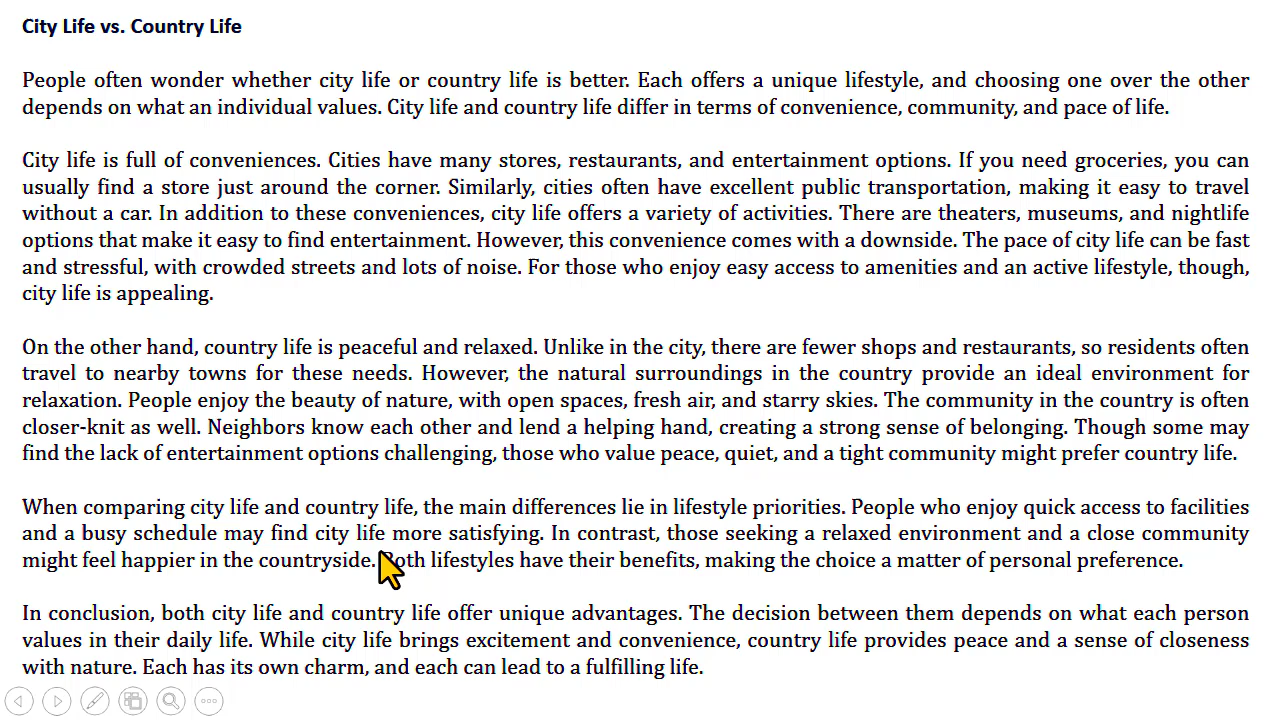 City Life vs. Country Life
People often wonder whether city life or country life is better. Each offers a unique lifestyle, and choosing one over the other
depends on what an individual values. City life and country life differ in terms of convenience, community, and pace of life.
City life is full of conveniences. Cities have many stores, restaurants, and entertainment options. If you need groceries, you can
usually find a store just around the corner. Similarly, cities often have excellent public transportation, making it easy to travel
without a car. In addition to these conveniences, city life offers a variety of activities. There are theaters, museums, and nightlife
options that make it easy to find entertainment. However, this convenience comes with a downside. The pace of city life can be fast
and stressful, with crowded streets and lots of noise. For those who enjoy easy access to amenities and an active lifestyle, though,
city life is appealing.
On the other hand, country life is peaceful and relaxed. Unlike in the city, there are fewer shops and restaurants, so residents often
travel to nearby towns for these needs. However, the natural surroundings in the country provide an ideal environment for
relaxation. People enjoy the beauty of nature, with open spaces, fresh air, and starry skies. The community in the country is often
closer-knit as well. Neighbors know each other and lend a helping hand, creating a strong sense of belonging. Though some may
find the lack of entertainment options challenging, those who value peace, quiet, and a tight community might prefer country life.
When comparing city life and country life, the main differences lie in lifestyle priorities. People who enjoy quick access to facilities
and a busy schedule may find city life more satisfying. In contrast, those seeking a relaxed environment and a close community
might feel happier in the countryside. Both lifestyles have their benefits, making the choice a matter of personal preference.
In conclusion, both city life and country life offer unique advantages. The decision between them depends on what each person
values in their daily life. While city life brings excitement and convenience, country life provides peace and a sense of closeness
with nature. Each has its own charm, and each can lead to a fulfilling life.